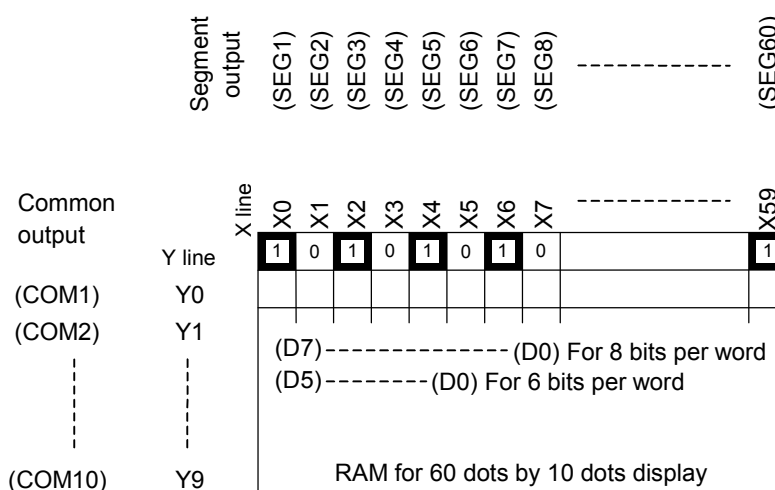 Segment output (SEG1) (SEG2) (SEG3) (SEG4) (SEG5) (SEG6) (SEG7) (SEG8) (SEG60)
Common output
Y line
X line X0 X1 X2 X3 X4 X5 X6 X7 X59
1 0 1 0 1 0 1 0 1
(COM1) Y0
(COM2) Y1
(D7) (D0) For 8 bits per word
(D5) (D0) For 6 bits per word
(COM10) Y9
RAM for 60 dots by 10 dots display